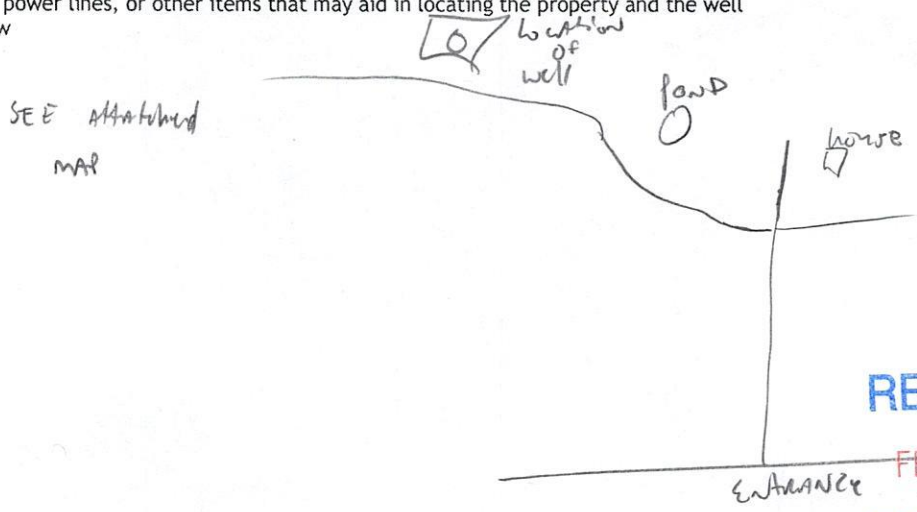 power lines, or other items that may aid in locating the property and the well
w
Location
of
well
SEE Attatched
MAP
POND
house
RE
ENTRANCE